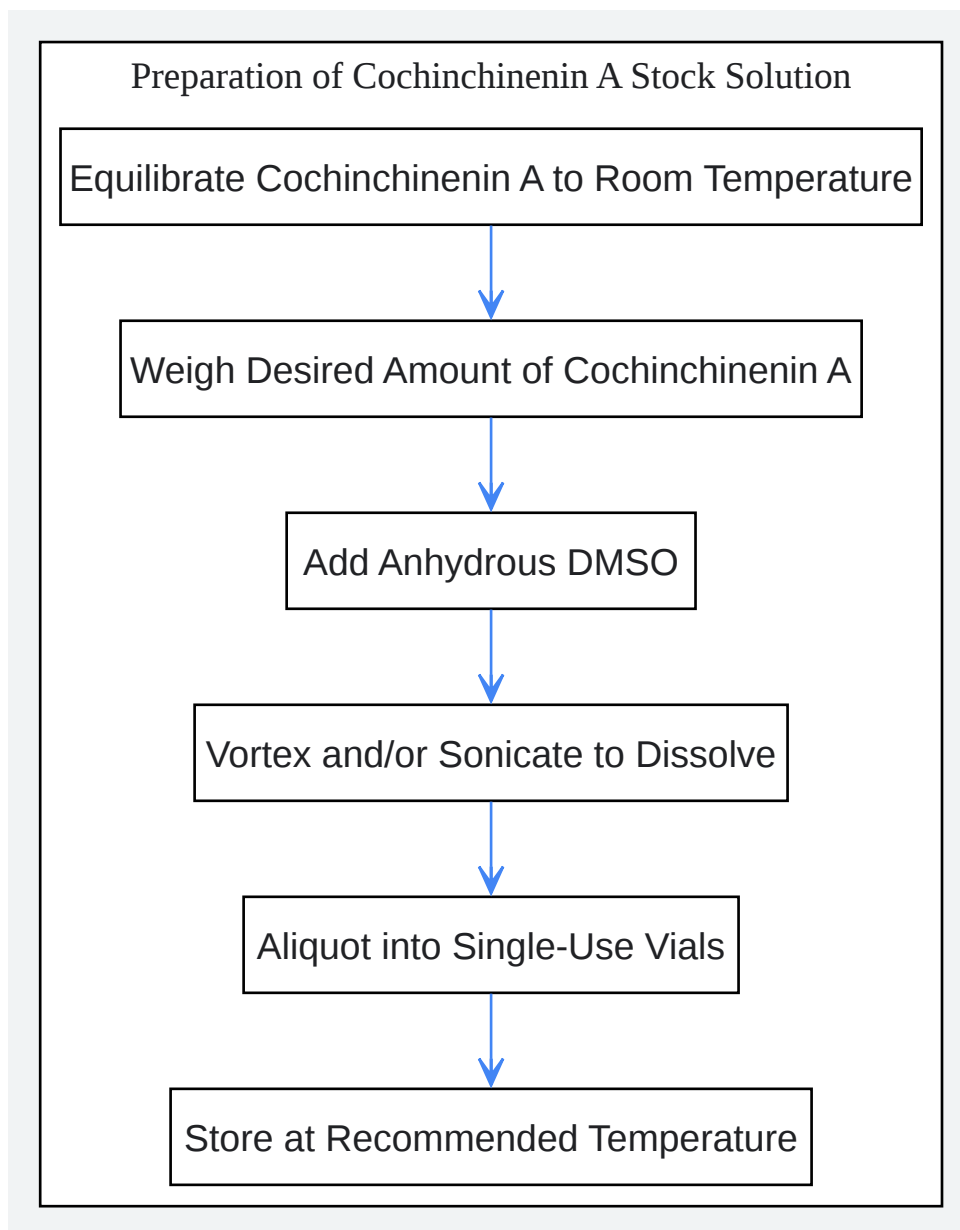 Preparation of Cochinchinenin A Stock Solution
Equilibrate Cochinchinenin A to Room Temperature
Weigh Desired Amount of Cochinchinenin A
Add Anhydrous DMSO
Vortex and/or Sonicate to Dissolve
Aliquot into Single-Use Vials
Store at Recommended Temperature